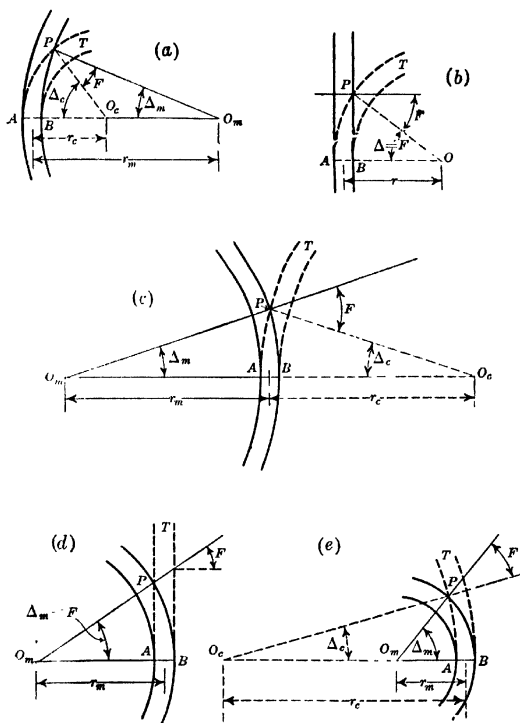 (a)
P
T
F
Δc
Δm
A
B
Oc
Om
rc
rm
(b)
T
P
F
Δ=F
A
B
O
r
(c)
T
P
F
Δm
Δc
Om
A
B
Oc
rm
rc
(d)
T
F
P
Δm
F
Om
A
B
rm
(e)
T
F
P
Oc
Δc
Om
Δm
A
B
rm
rc